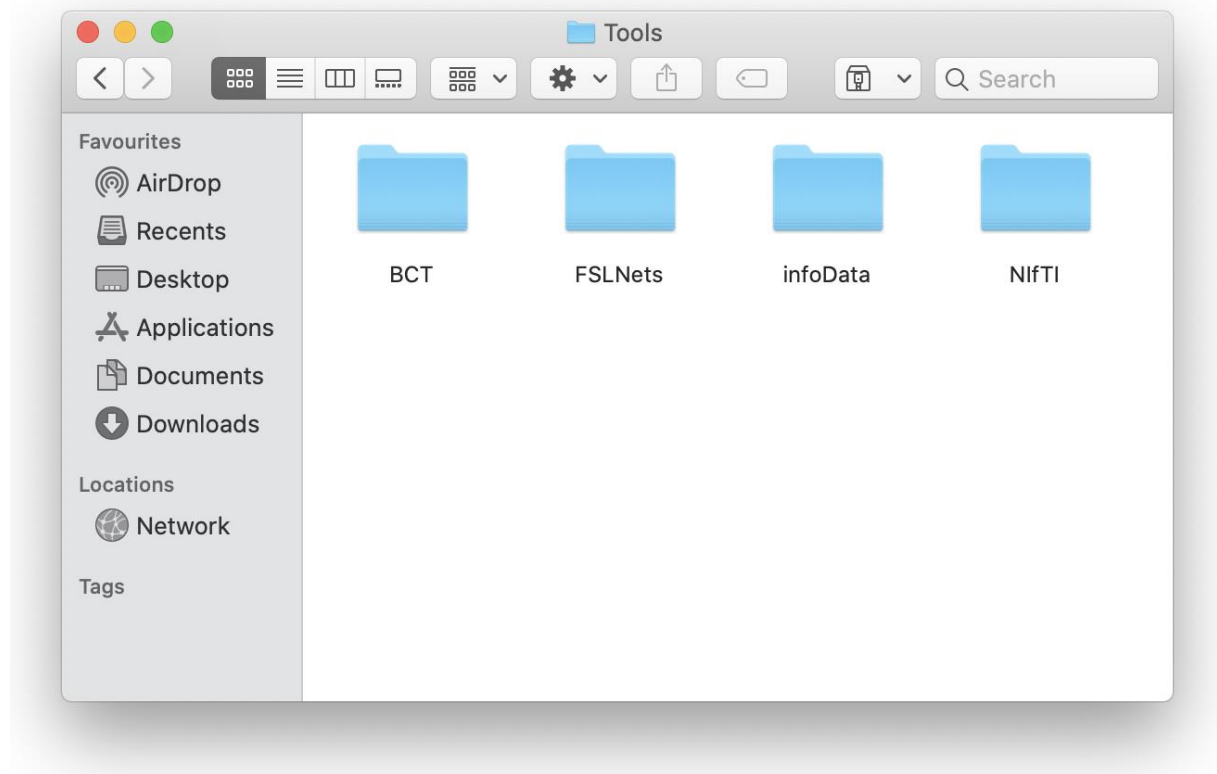 Tools
Search
Favourites
AirDrop
Recents
Desktop
Applications
Documents
Downloads
Locations
Network
Tags
BCT FSLNets infoData NIfTI